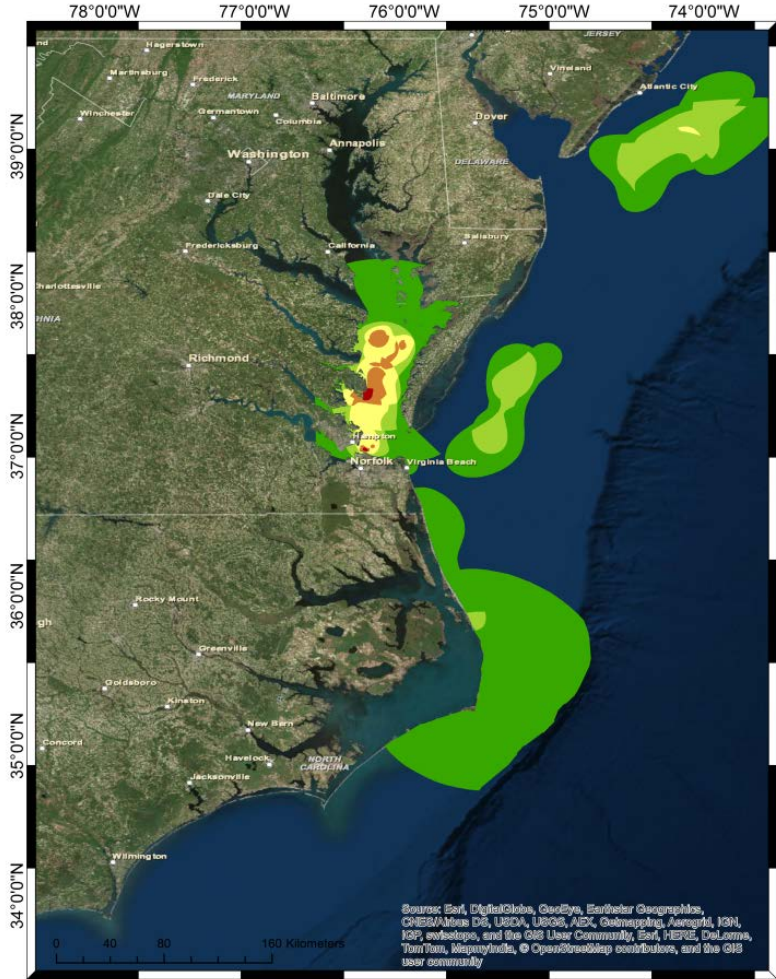 78°0'0"W 77°0'0"W 76°0'0"W 75°0'0"W 74°0'0"W
JERSEY
Hagerstown
Martinsburg
Frederick
Vineland
MARYLAND
Baltimore
Atlantic City
Winchester
Germantown
Columbia
Dover
39°0'0"N
Annapolis
Washington
DELAWARE
Dale City
Salisbury
Fredericksburg
California
38°0'0"N
Charlottesville
Richmond
Hampton
37°0'0"N
Norfolk
Virginia Beach
36°0'0"N
Rocky Mount
Greenville
Goldsboro
Kinston
New Bern
Concord
35°0'0"N
Havelock
NORTH
CAROLINA
Jacksonville
Wilmington
34°0'0"N
Source: Esri, DigitalGlobe, GeoEye, Earthstar Geographics,
CNES/Airbus DS, USDA, USGS, AEX, Getmapping, Aerogrid, IGN,
IGP, swisstopo, and the GIS User Community, Esri, HERE, DeLorme,
TomTom, MapmyIndia, © OpenStreetMap contributors, and the GIS
user community
0 40 80 160 Kilometers